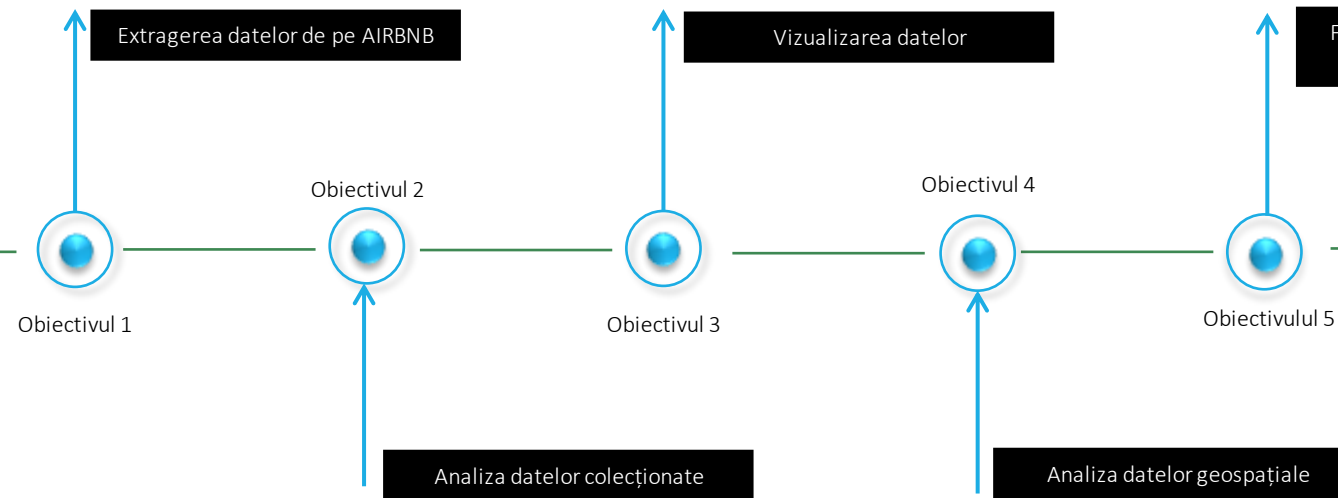 Extragerea datelor de pe AIRBNB
Vizualizarea datelor
Obiectivul 2
Obiectivul 4
Obiectivul 1
Obiectivul 3
Obiectivulul 5
Analiza datelor colecționate
Analiza datelor geospațiale